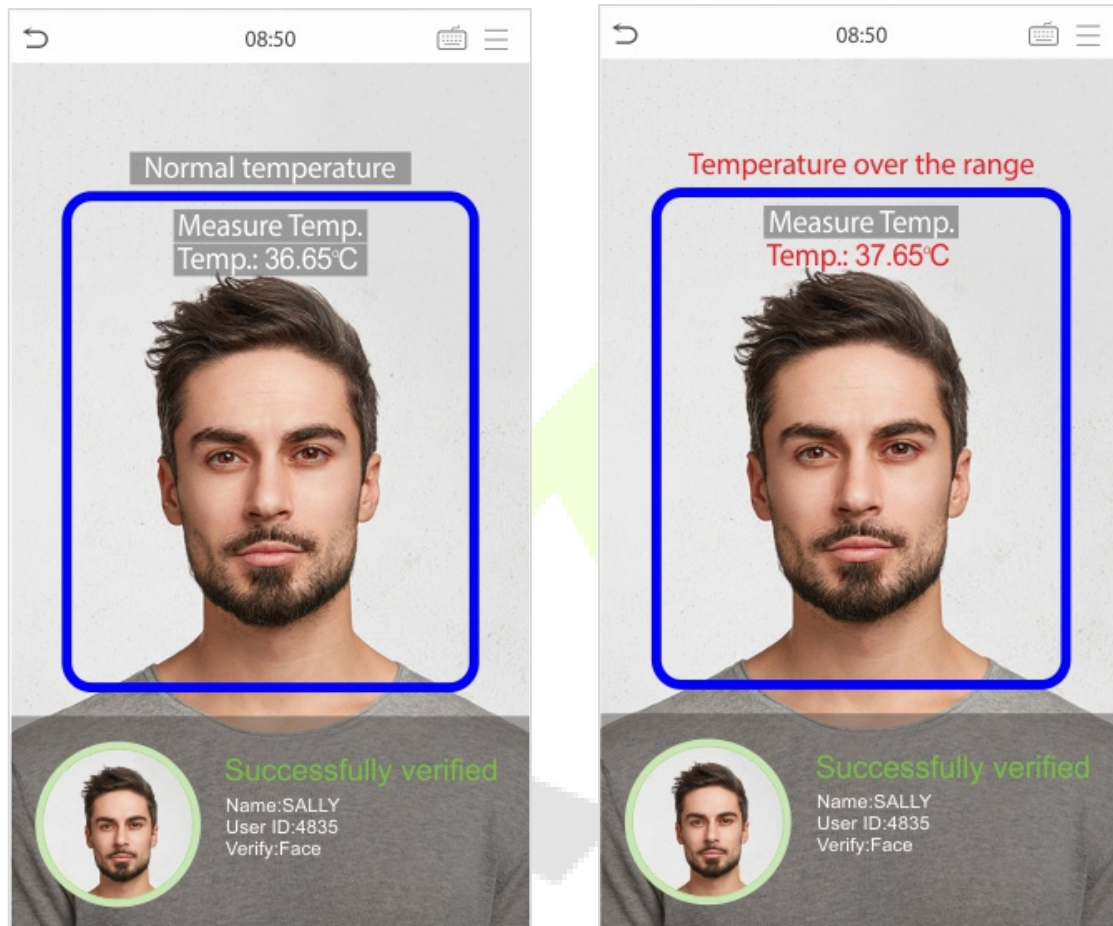 08:50
Normal temperature
Measure Temp.
Temp.: 36.65°C
Successfully verified
Name:SALLY
User ID:4835
Verify:Face
08:50
Temperature over the range
Measure Temp.
Temp.: 37.65°C
Successfully verified
Name:SALLY
User ID:4835
Verify:Face